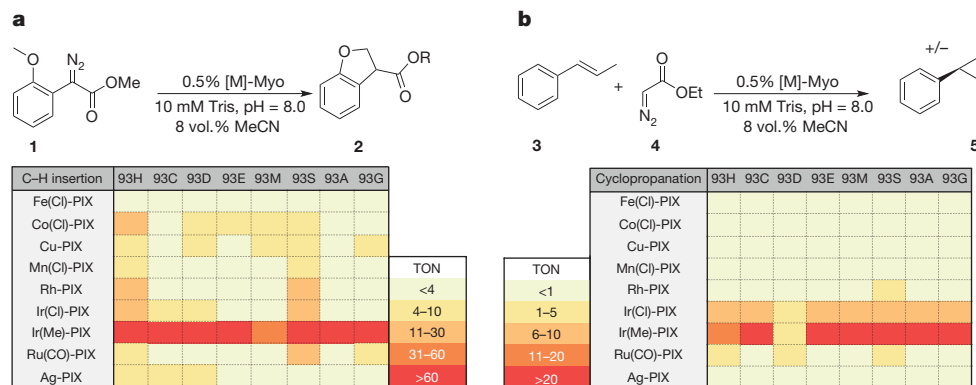 a
O
N2
OMe
O
1
0.5% [M]-Myo
10 mM Tris, pH = 8.0
8 vol.% MeCN
O
OR
O
2
C–H insertion 93H 93C 93D 93E 93M 93S 93A 93G
Fe(Cl)-PIX
Co(Cl)-PIX
Cu-PIX
Mn(Cl)-PIX
Rh-PIX
Ir(Cl)-PIX
Ir(Me)-PIX
Ru(CO)-PIX
Ag-PIX
TON
<4
4–10
11–30
31–60
>60
b
3
+
O
OEt
N2
4
0.5% [M]-Myo
10 mM Tris, pH = 8.0
8 vol.% MeCN
+/–
5
TON
<1
1–5
6–10
11–20
>20
Cyclopropanation 93H 93C 93D 93E 93M 93S 93A 93G
Fe(Cl)-PIX
Co(Cl)-PIX
Cu-PIX
Mn(Cl)-PIX
Rh-PIX
Ir(Cl)-PIX
Ir(Me)-PIX
Ru(CO)-PIX
Ag-PIX